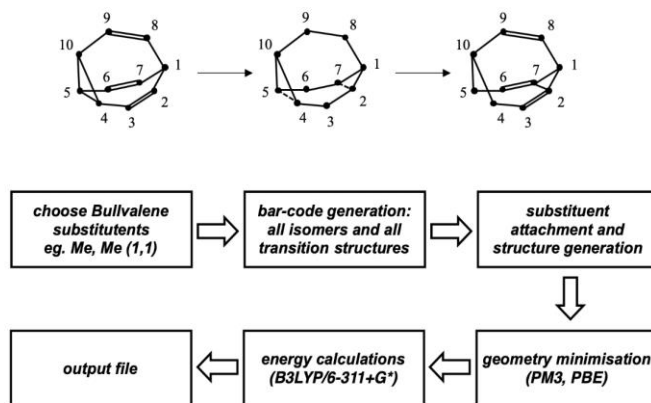 9
8
10
1
7
6
5
2
4
3
9
8
10
1
7
6
5
2
4
3
9
8
10
1
7
6
5
2
4
3
choose Bullvalene
substitutents
eg. Me, Me (1,1)
bar-code generation:
all isomers and all
transition structures
substituent
attachment and
structure generation
output file
energy calculations
(B3LYP/6-311+G*)
geometry minimisation
(PM3, PBE)